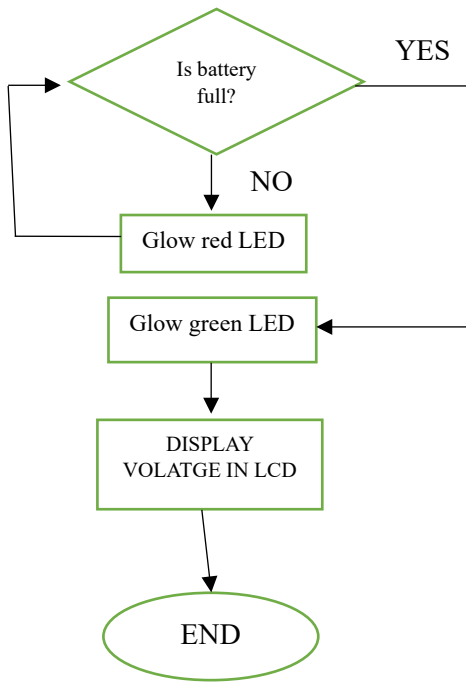 Is battery
full?
YES
NO
Glow red LED
Glow green LED
DISPLAY
VOLATGE IN LCD
END